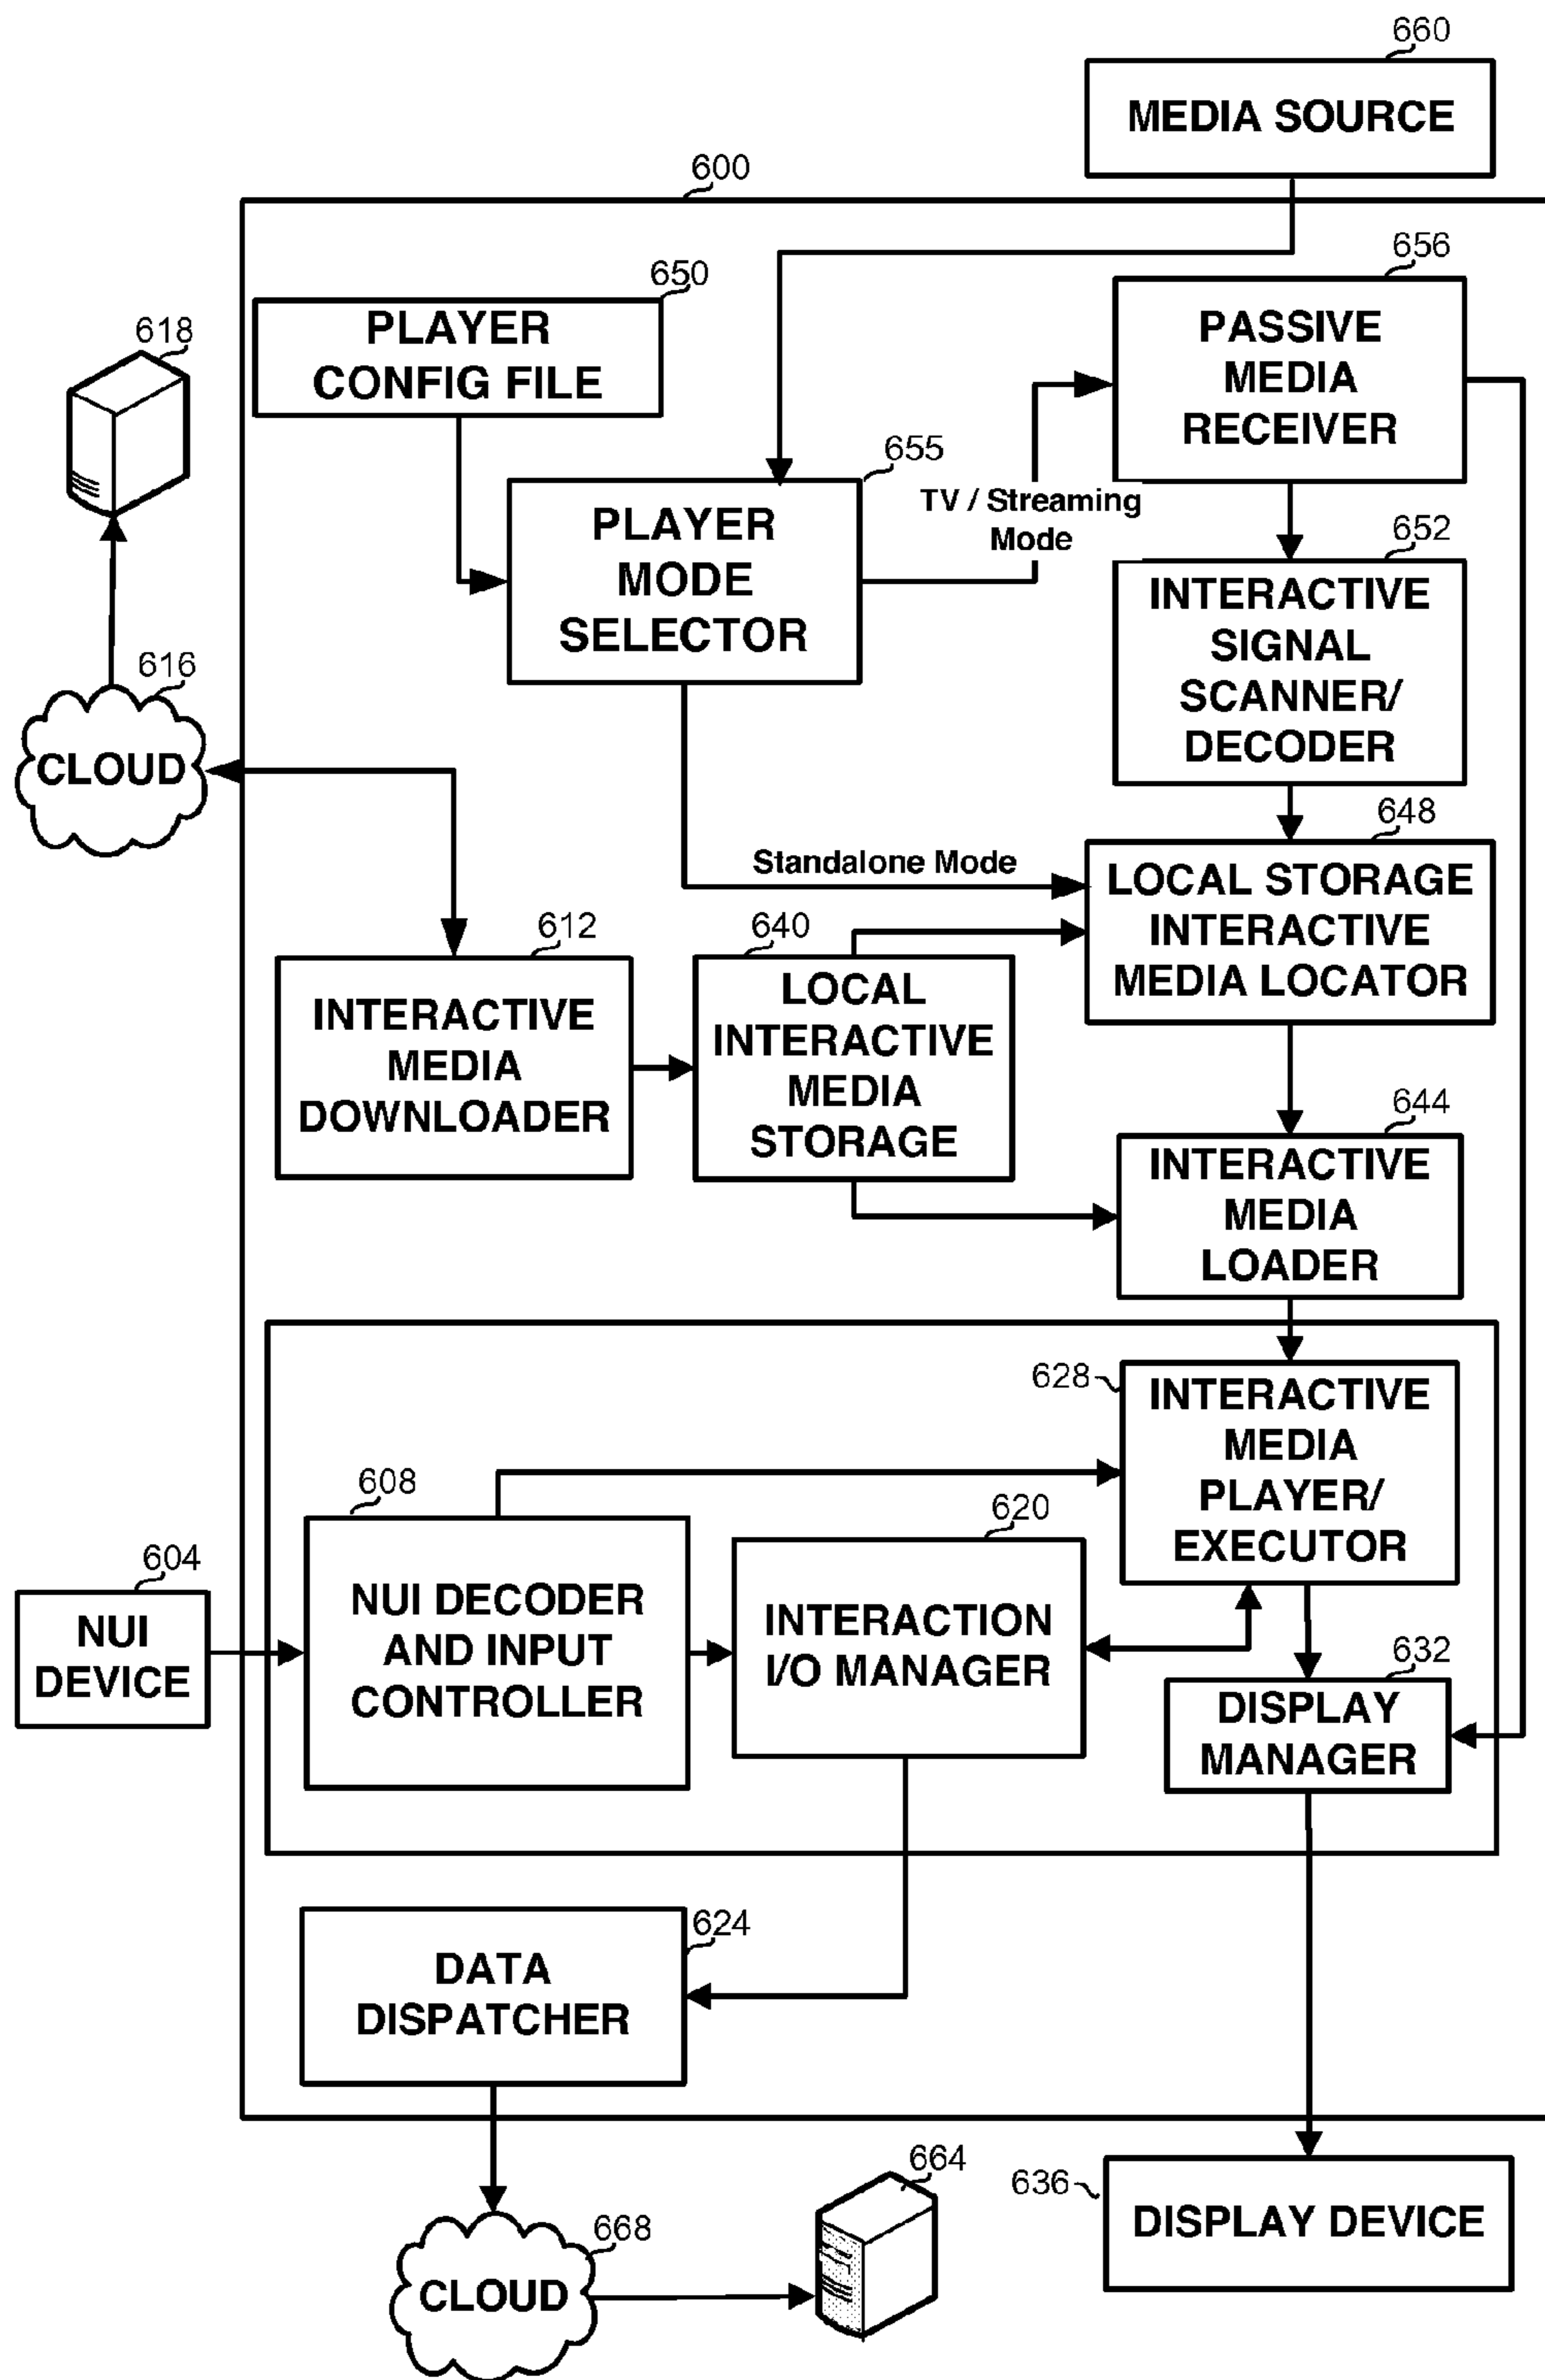 660
MEDIA SOURCE
600
656
PASSIVE
MEDIA
RECEIVER
650
PLAYER
CONFIG FILE
618
655
PLAYER
MODE
SELECTOR
TV / Streaming
Mode
652
INTERACTIVE
SIGNAL
SCANNER/
DECODER
616
CLOUD
648
LOCAL STORAGE
INTERACTIVE
MEDIA LOCATOR
Standalone Mode
612
INTERACTIVE
MEDIA
DOWNLOADER
640
LOCAL
INTERACTIVE
MEDIA
STORAGE
644
INTERACTIVE
MEDIA
LOADER
628
INTERACTIVE
MEDIA
PLAYER/
EXECUTOR
608
NUI DECODER
AND INPUT
CONTROLLER
620
INTERACTION
I/O MANAGER
604
NUI
DEVICE
632
DISPLAY
MANAGER
624
DATA
DISPATCHER
664
636
DISPLAY DEVICE
668
CLOUD